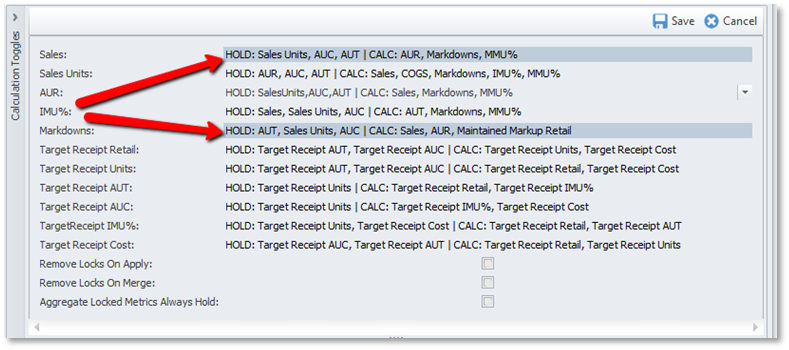 Save Cancel
Calculation Toggles
Sales: HOLD: Sales Units, AUC, AUT | CALC: AUR, Markdowns, MMU%
Sales Units: HOLD: AUR, AUC, AUT | CALC: Sales, COGS, Markdowns, IMU%, MMU%
AUR: HOLD: SalesUnits,AUC,AUT | CALC: Sales, Markdowns, MMU%
IMU%: HOLD: Sales, Sales Units, AUC | CALC: AUT, Markdowns, MMU%
Markdowns: HOLD: AUT, Sales Units, AUC | CALC: Sales, AUR, Maintained Markup Retail
Target Receipt Retail: HOLD: Target Receipt AUT, Target Receipt AUC | CALC: Target Receipt Units, Target Receipt Cost
Target Receipt Units: HOLD: Target Receipt AUT, Target Receipt AUC | CALC: Target Receipt Retail, Target Receipt Cost
Target Receipt AUT: HOLD: Target Receipt Units | CALC: Target Receipt Retail, Target Receipt IMU%
Target Receipt AUC: HOLD: Target Receipt Units | CALC: Target Receipt IMU%, Target Receipt Cost
TargetReceipt IMU%: HOLD: Target Receipt Units, Target Receipt Cost | CALC: Target Receipt Retail, Target Receipt AUT
Target Receipt Cost: HOLD: Target Receipt AUC, Target Receipt AUT | CALC: Target Receipt Retail, Target Receipt Units
Remove Locks On Apply:
Remove Locks On Merge:
Aggregate Locked Metrics Always Hold: